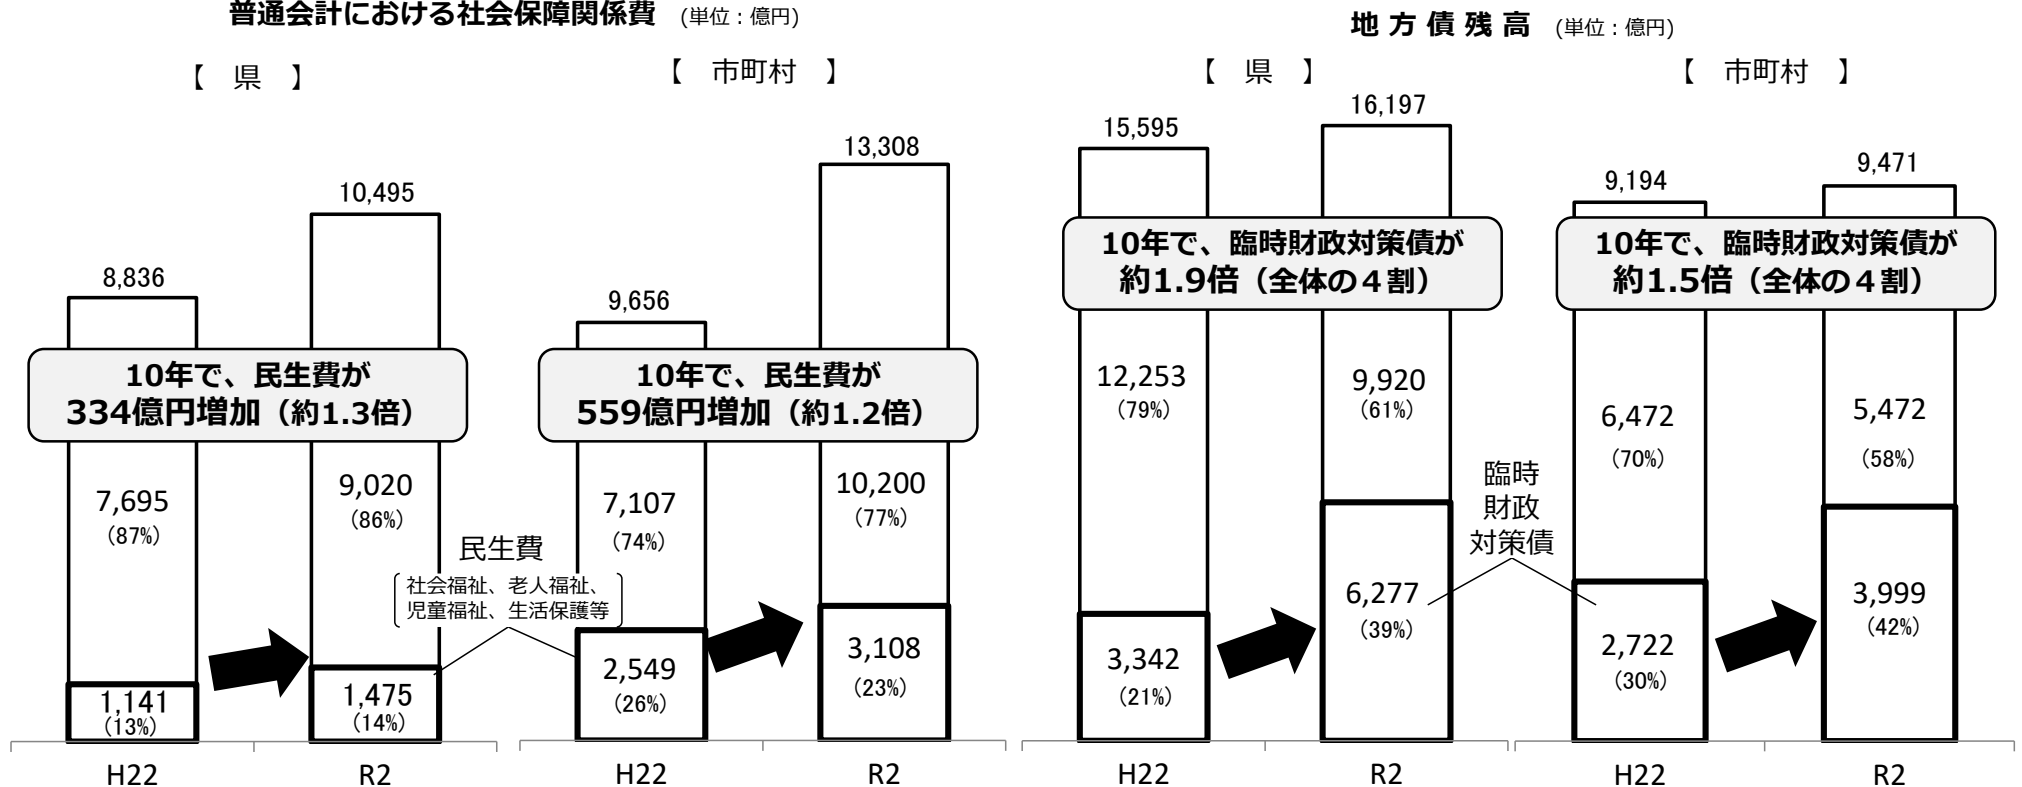 普通会計における社会保障関係費 (単位:億円)
【 県 】
8,836
10,495
10年で、民生費が
334億円増加(約1.3倍)
7,695
(87%)
9,020
(86%)
1,141
(13%)
1,475
(14%)
H22
R2
民生費
社会福祉、老人福祉、
児童福祉、生活保護等
【 市町村 】
9,656
13,308
10年で、民生費が
559億円増加(約1.2倍)
7,107
(74%)
10,200
(77%)
2,549
(26%)
3,108
(23%)
H22
R2
地方債残高 (単位:億円)
【 県 】
15,595
16,197
10年で、臨時財政対策債が
約1.9倍(全体の4割)
12,253
(79%)
9,920
(61%)
3,342
(21%)
6,277
(39%)
H22
R2
臨時
財政
対策債
【 市町村 】
9,194
9,471
10年で、臨時財政対策債が
約1.5倍(全体の4割)
6,472
(70%)
5,472
(58%)
2,722
(30%)
3,999
(42%)
H22
R2